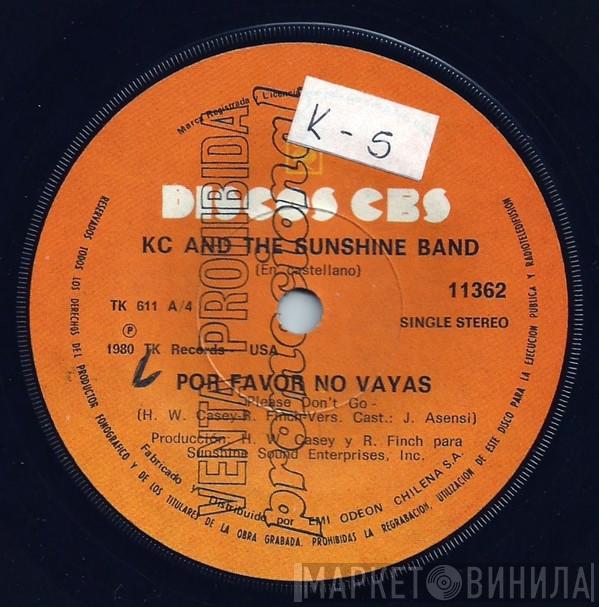 K-5
Marca Registrada y Licencia
DISCOS CBS
KC AND THE SUNSHINE BAND
(En castellano)
TK 611 A/4
11362
Ⓟ
SINGLE STEREO
1980 TK Records - USA
POR FAVOR NO VAYAS
- Please Don't Go -
(H. W. Casey-R. Finch-Vers. Cast.: J. Asensi)
Producción: H. W. Casey y R. Finch para
Sunshine Sound Enterprises, Inc.
Fabricado y Distribuido por EMI ODEON CHILENA S.A.
RESERVADOS TODOS LOS DERECHOS DEL PRODUCTOR FONOGRAFICO Y DE LOS TITULARES DE LA OBRA GRABADA. PROHIBIDAS LA REGRABACION, UTILIZACION DE ESTE DISCO PARA LA EJECUCION PUBLICA Y RADIOTELEDIFUSION
VENTA PROHIBIDA
promocional
МАРКЕТ ВИНИЛА